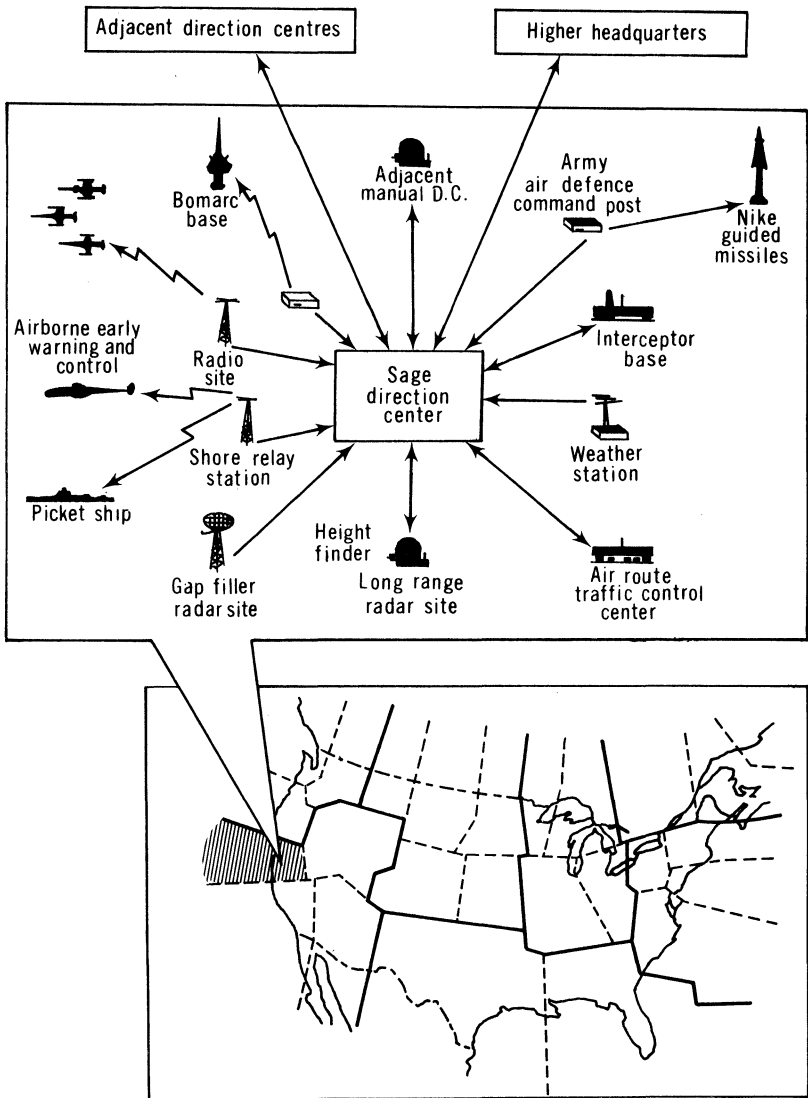 Adjacent direction centres
Higher headquarters
Bomarc
base
Adjacent
manual D.C.
Army
air defence
command post
Nike
guided
missiles
Airborne early
warning and
control
Radio
site
Sage
direction
center
Interceptor
base
Shore relay
station
Weather
station
Picket ship
Gap filler
radar site
Height
finder
Long range
radar site
Air route
traffic control
center